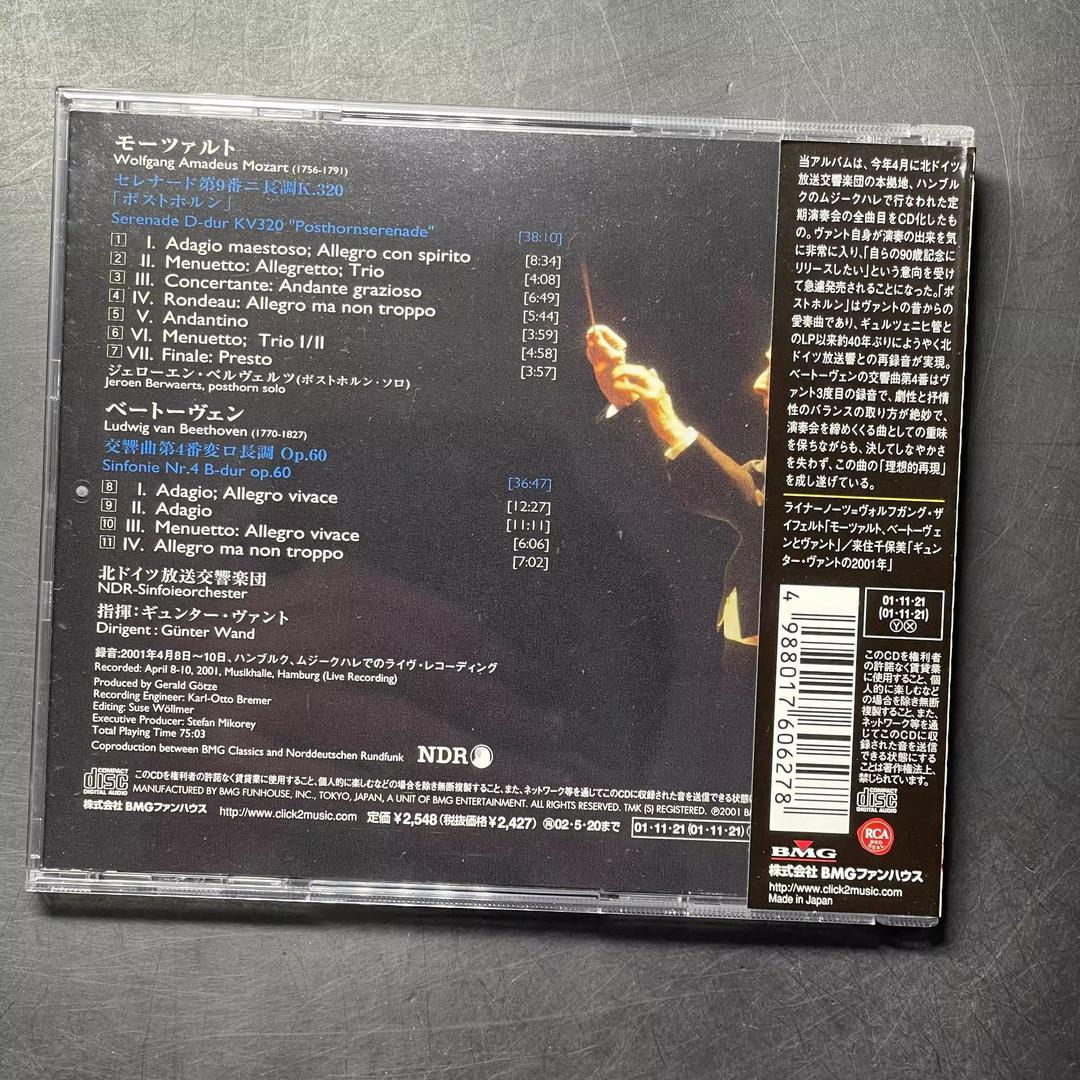 モーツァルト
Wolfgang Amadeus Mozart (1756-1791)
セレナード第9番ニ長調K.320
「ポストホルン」
Serenade D-dur KV320 "Posthornserenade" [38:10]
1 I. Adagio maestoso; Allegro con spirito [8:34]
2 II. Menuetto: Allegretto; Trio [4:08]
3 III. Concertante: Andante grazioso [6:49]
4 IV. Rondeau: Allegro ma non troppo [5:44]
5 V. Andantino [3:59]
6 VI. Menuetto; Trio I/II [4:58]
7 VII. Finale: Presto [3:57]
ジェローエン・ベルヴェルツ(ポストホルン・ソロ)
Jeroen Berwaerts, posthorn solo
ベートーヴェン
Ludwig van Beethoven (1770-1827)
交響曲第4番変ロ長調 Op.60
Sinfonie Nr.4 B-dur op.60 [36:47]
8 I. Adagio; Allegro vivace [12:27]
9 II. Adagio [11:11]
10 III. Menuetto: Allegro vivace [6:06]
11 IV. Allegro ma non troppo [7:02]
北ドイツ放送交響楽団
NDR-Sinfoieorchester
指揮:ギュンター・ヴァント
Dirigent : Günter Wand
録音:2001年4月8日〜10日、ハンブルク、ムジークハレでのライヴ・レコーディング
Recorded: April 8-10, 2001, Musikhalle, Hamburg (Live Recording)
Produced by Gerald Götze
Recording Engineer: Karl-Otto Bremer
Editing: Suse Wöllmer
Executive Producer: Stefan Mikorey
Total Playing Time 75:03
Coproduction between BMG Classics and Norddeutschen Rundfunk NDR
COMPACT disc DIGITAL AUDIO
このCDを権利者の許諾なく賃貸業に使用すること、個人的に楽しむなどの場合を除き無断複製すること、また、ネットワーク等を通じてこのCDに収録された音を送信できる状態
MANUFACTURED BY BMG FUNHOUSE, INC., TOKYO, JAPAN, A UNIT OF BMG ENTERTAINMENT. ALL RIGHTS RESERVED. TMK (S) REGISTERED. ℗2001
株式会社 BMGファンハウス http://www.click2music.com 定価 ¥2,548(税抜価格¥2,427) 再02・5・20まで 01・11・21 (01・11・21)
当アルバムは、今年4月に北ドイツ
放送交響楽団の本拠地、ハンブル
クのムジークハレで行なわれた定
期演奏会の全曲目をCD化したも
の。ヴァント自身が演奏の出来を気
に非常に入り、「自らの90歳記念に
リリースしたい」という意向を受け
て急遽発売されることになった。「ポ
ストホルン」はヴァントの昔からの
愛奏曲であり、ギュルツェニヒ管と
のLP以来約40年ぶりにようやく北
ドイツ放送響との再録音が実現。
ベートーヴェンの交響曲第4番はヴ
ァント3度目の録音で、劇性と抒情
性のバランスの取り方が絶妙で、
演奏会を締めくくる曲としての重味
を保ちながらも、決してしなやかさ
を失わず、この曲の「理想的再現」
を成し遂げている。
ライナーノーツ=ヴォルフガング・ザ
イフェルト「モーツァルト、ベートーヴェ
ンとヴァント」/来住千保美「ギュン
ター・ヴァントの2001年」
4 988017 606278
01・11・21
(01・11・21)
Ⓨ Ⓧ
このCDを権利者
の許諾なく賃貸業
に使用すること、個
人的に楽しむなど
の場合を除き無断
複製すること、また、
ネットワーク等を通
じてこのCDに収
録された音を送信
できる状態にする
ことは著作権法上、
禁じられています。
COMPACT disc DIGITAL AUDIO
BMG
RCA RED SEAL
株式会社 BMGファンハウス
http://www.click2music.com
Made in Japan